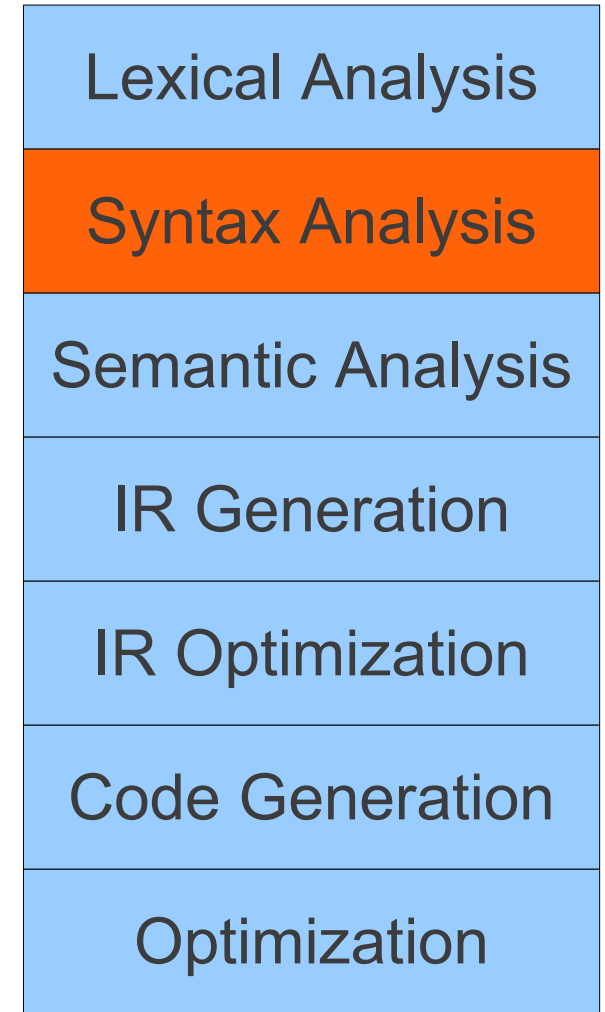 Lexical Analysis
Syntax Analysis
Semantic Analysis
IR Generation
IR Optimization
Code Generation
Optimization